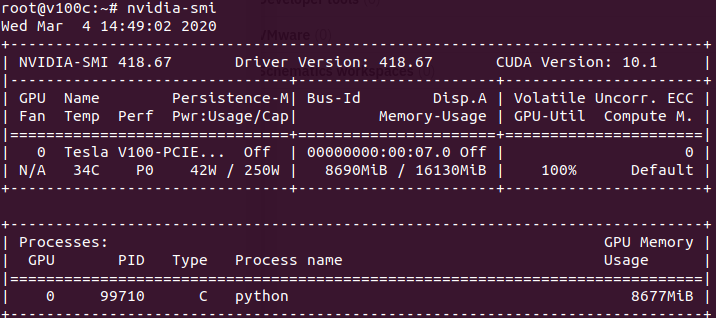 root@v100c:~# nvidia-smi
Wed Mar  4 14:49:02 2020
+-----------------------------------------------------------------------------+
| NVIDIA-SMI 418.67       Driver Version: 418.67       CUDA Version: 10.1     |
|-------------------------------+----------------------+----------------------+
| GPU  Name        Persistence-M| Bus-Id        Disp.A | Volatile Uncorr. ECC |
| Fan  Temp  Perf  Pwr:Usage/Cap|         Memory-Usage | GPU-Util  Compute M. |
|===============================+======================+======================|
|   0  Tesla V100-PCIE...  Off  | 00000000:00:07.0 Off |                    0 |
| N/A   34C    P0    42W / 250W |   8690MiB / 16130MiB |    100%      Default |
+-------------------------------+----------------------+----------------------+

+-----------------------------------------------------------------------------+
| Processes:                                                       GPU Memory |
|  GPU       PID   Type   Process name                             Usage      |
|=============================================================================|
|    0     99710      C   python                                      8677MiB |
+-----------------------------------------------------------------------------+